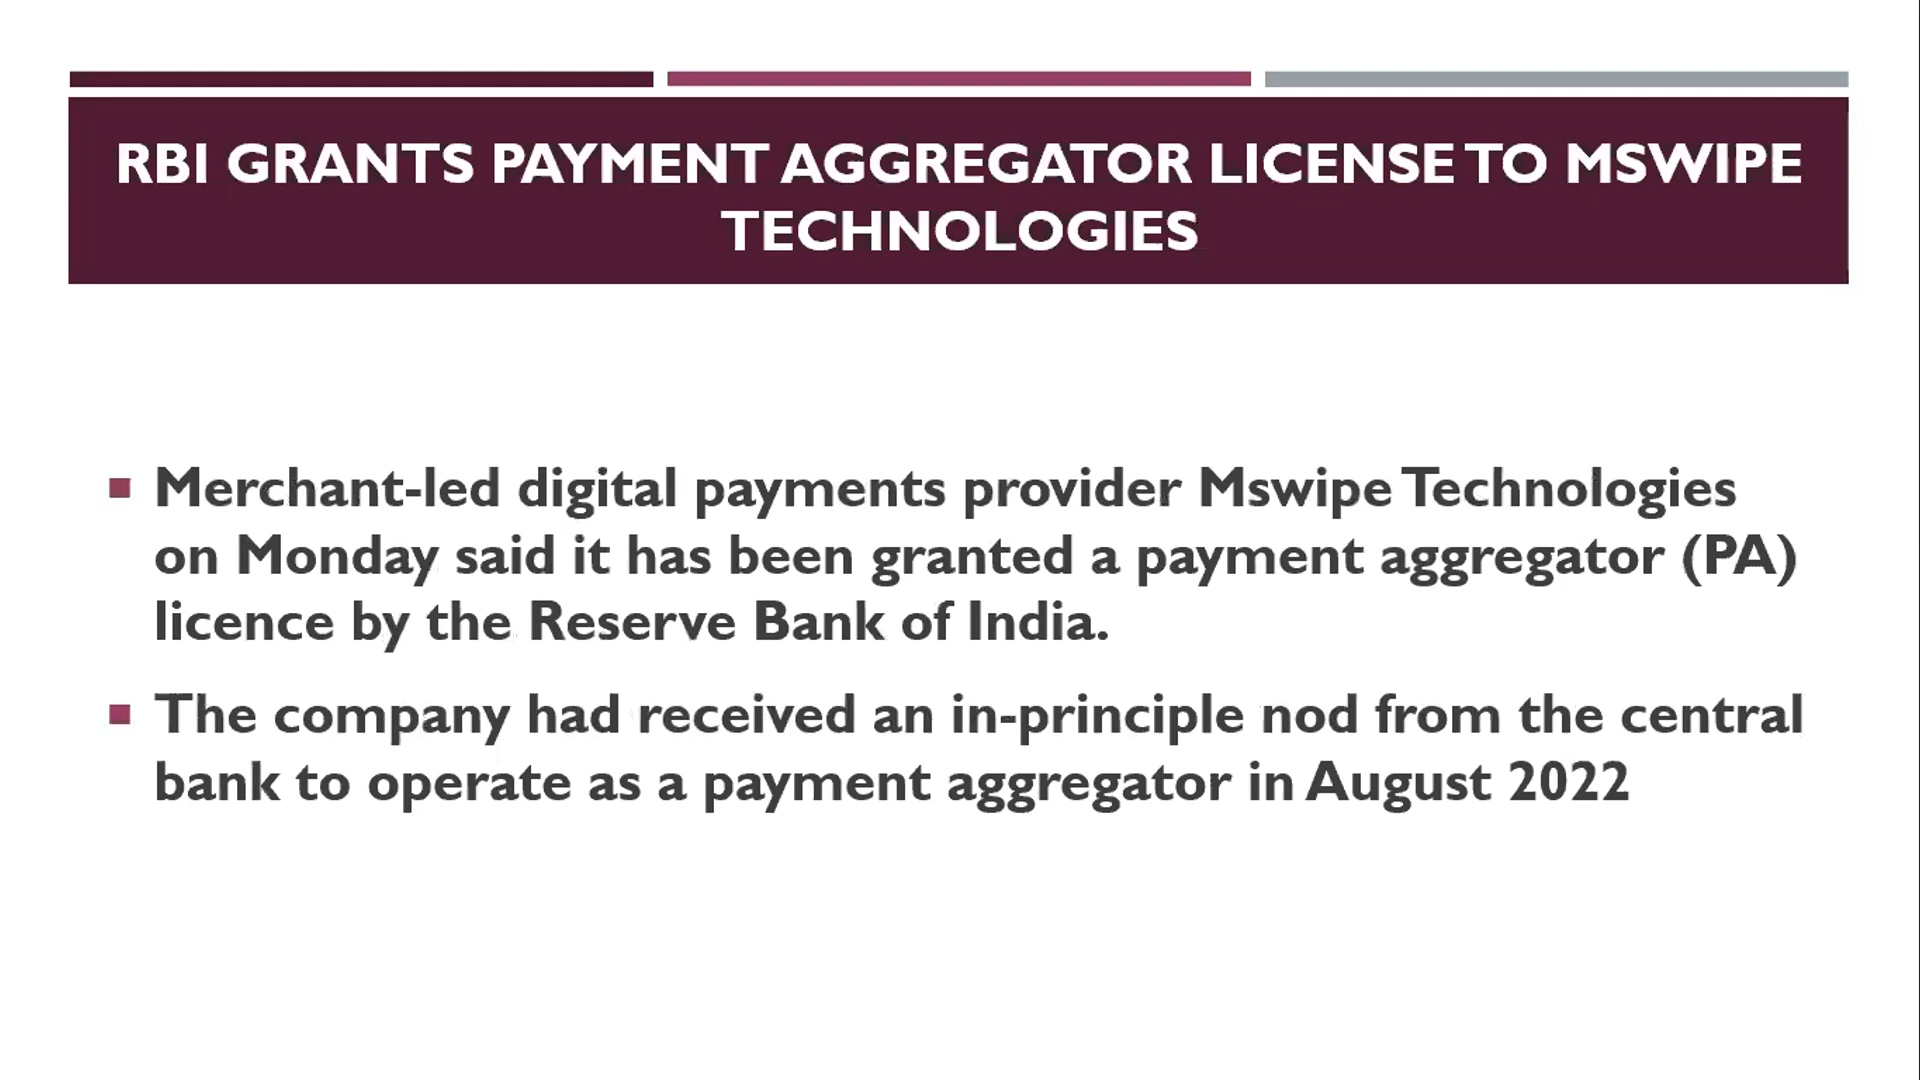 RBI GRANTS PAYMENT AGGREGATOR LICENSE TO MSWIPE
TECHNOLOGIES
Merchant-led digital payments provider Mswipe Technologies
on Monday said it has been granted a payment aggregator (PA)
licence by the Reserve Bank of India.
The company had received an in-principle nod from the central
bank to operate as a payment aggregator in August 2022